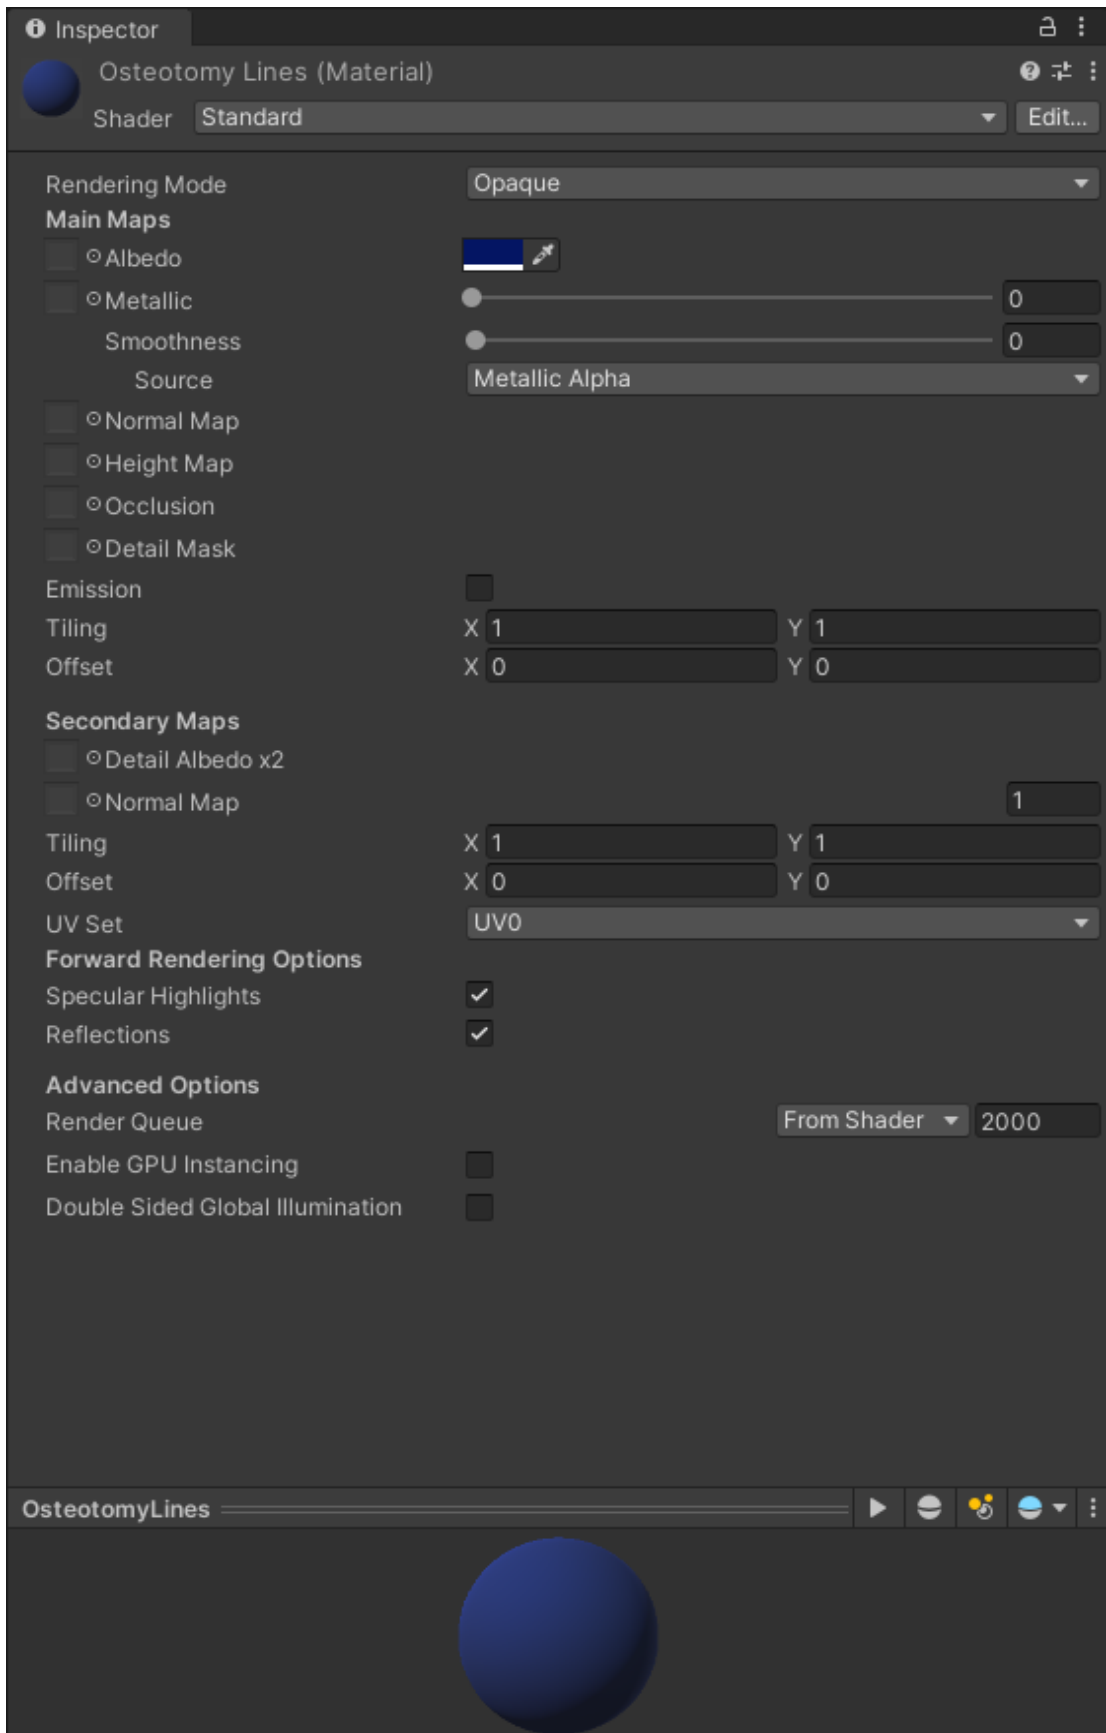 Inspector
Osteotomy Lines (Material)
Shader Standard Edit...
Rendering Mode Opaque
Main Maps
Albedo
Metallic 0
Smoothness 0
Source Metallic Alpha
Normal Map
Height Map
Occlusion
Detail Mask
Emission
Tiling X 1 Y 1
Offset X 0 Y 0
Secondary Maps
Detail Albedo x2
Normal Map 1
Tiling X 1 Y 1
Offset X 0 Y 0
UV Set UV0
Forward Rendering Options
Specular Highlights
Reflections
Advanced Options
Render Queue From Shader 2000
Enable GPU Instancing
Double Sided Global Illumination
OsteotomyLines